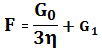 F = G₀/3η + G₁